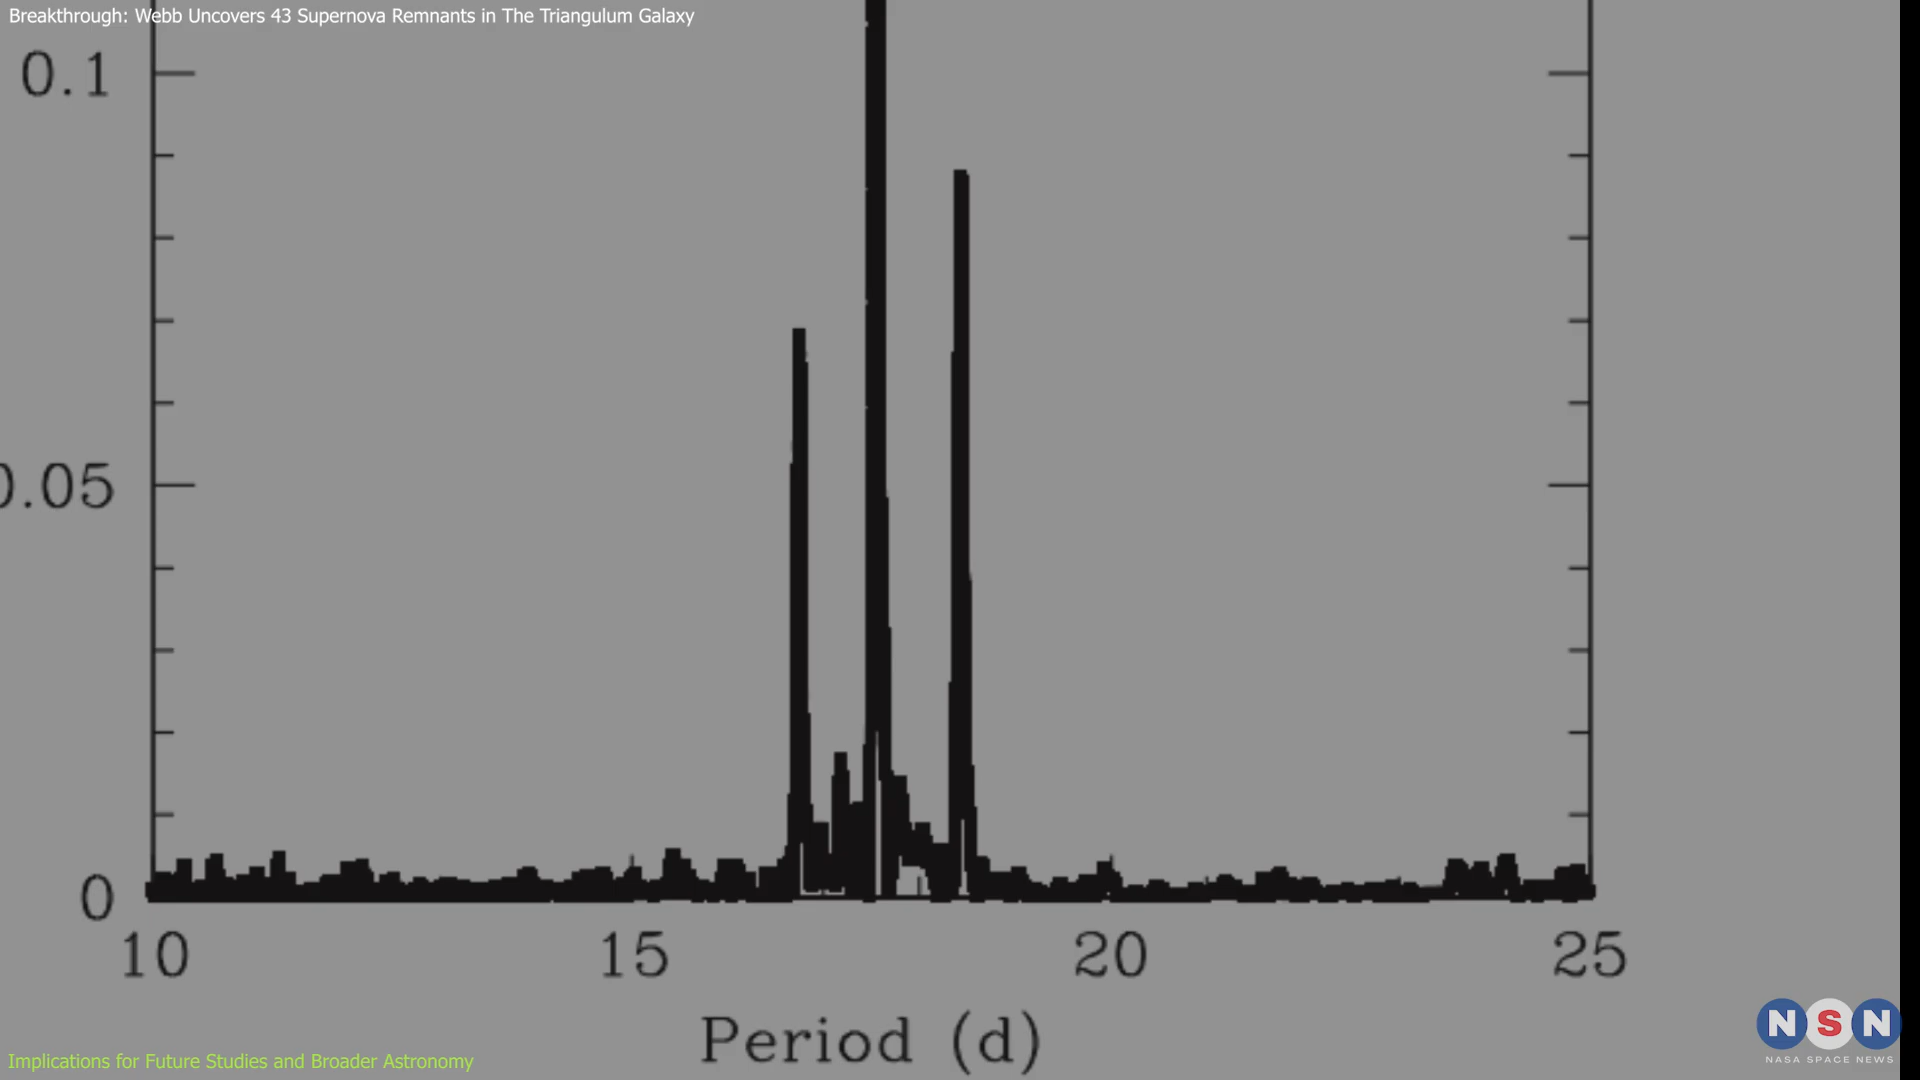 Breakthrough: Webb Uncovers 43 Supernova Remnants in The Triangulum Galaxy
0.1
0.05
0
10 15 20 25
Period (d)
NSN
NASA SPACE NEWS
Implications for Future Studies and Broader Astronomy